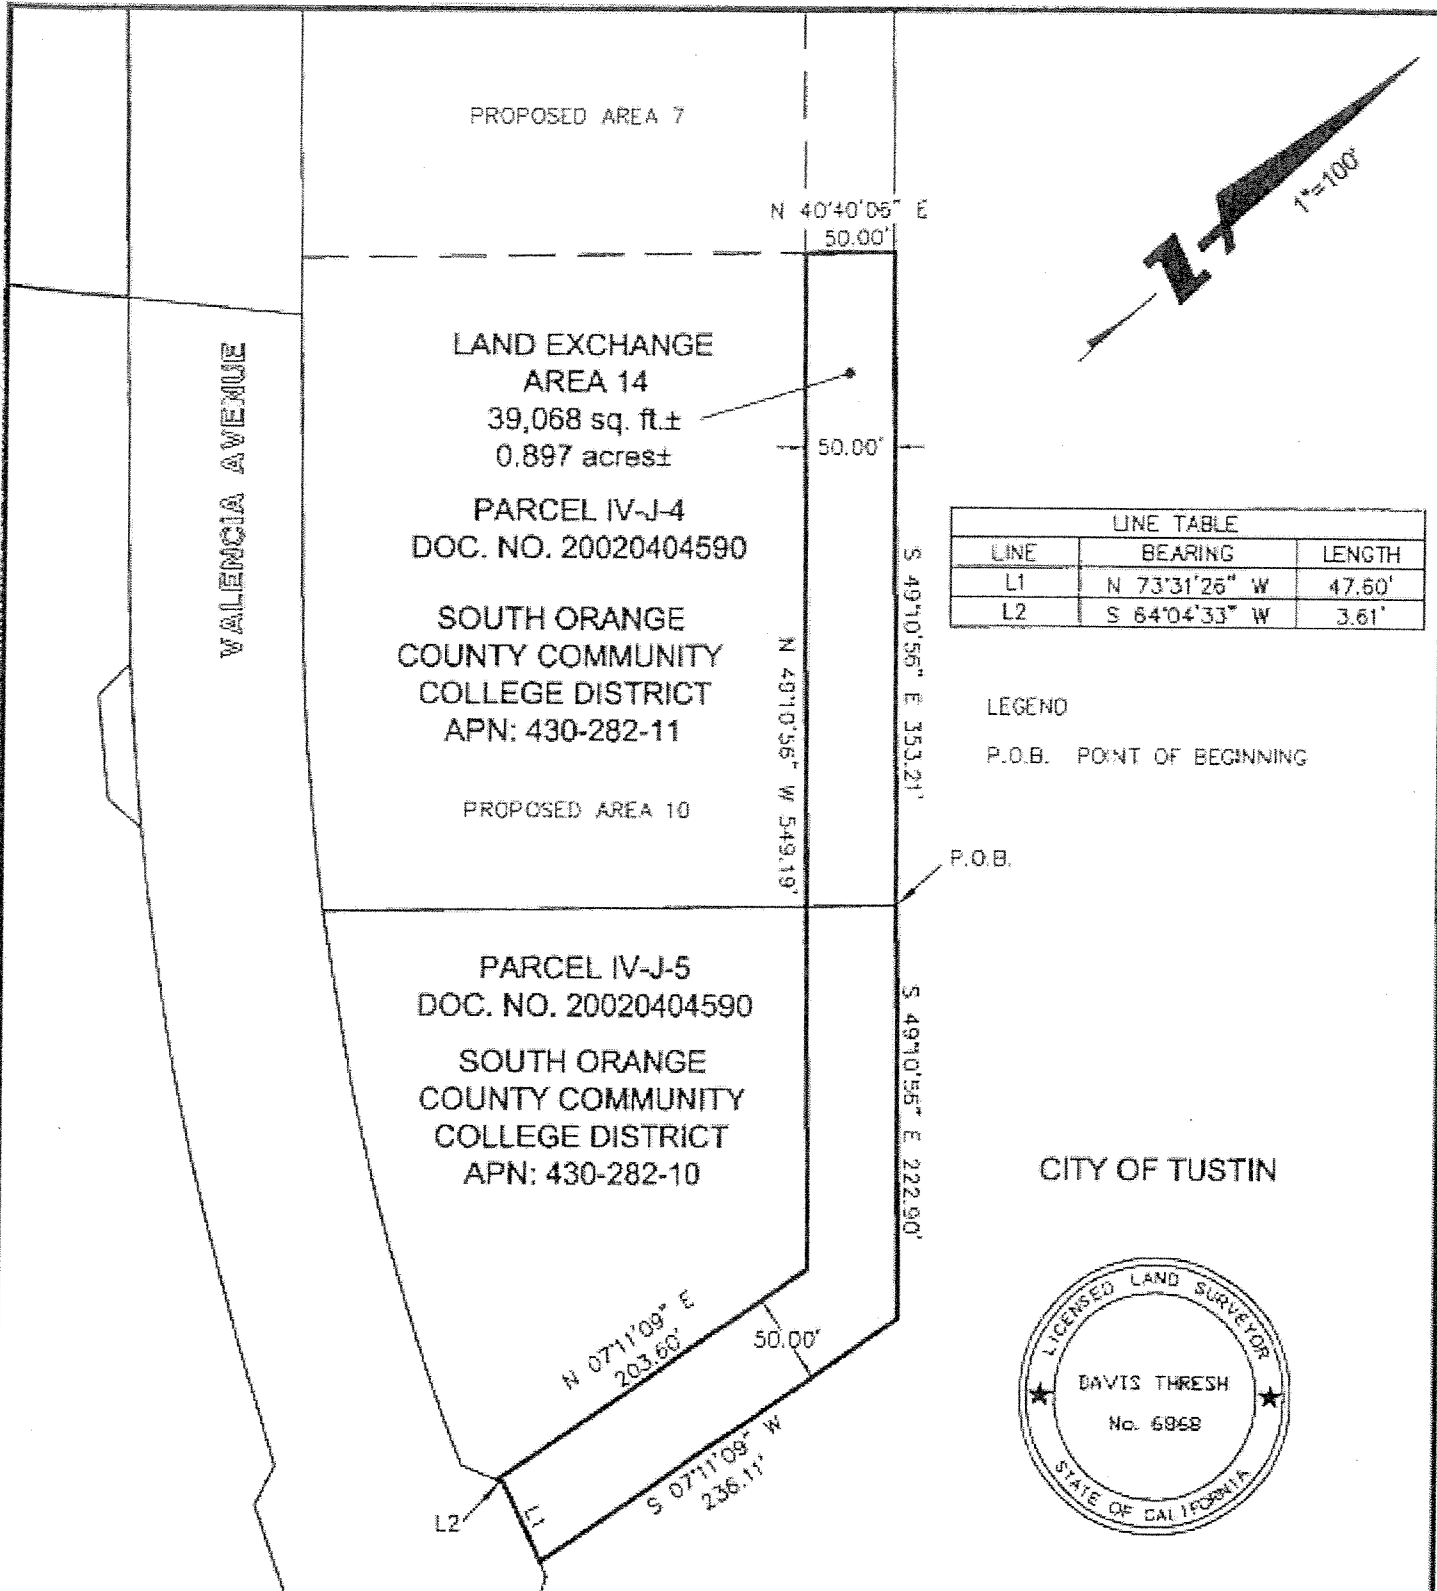 PROPOSED AREA 7
1"=100'
N 40°40'06" E
50.00'
LAND EXCHANGE
AREA 14
39,068 sq. ft.±
0.897 acres±
50.00'
VALENCIA AVENUE
PARCEL IV-J-4
DOC. NO. 20020404590
SOUTH ORANGE
COUNTY COMMUNITY
COLLEGE DISTRICT
APN: 430-282-11
PROPOSED AREA 10
N 49°10'56" W 549.19'
S 49°10'56" E 353.21'
LINE TABLE
LINE BEARING LENGTH
L1 N 73°31'26" W 47.60'
L2 S 64°04'33" W 3.61'
LEGEND
P.O.B. POINT OF BEGINNING
P.O.B.
PARCEL IV-J-5
DOC. NO. 20020404590
SOUTH ORANGE
COUNTY COMMUNITY
COLLEGE DISTRICT
APN: 430-282-10
S 49°10'56" E 222.90'
CITY OF TUSTIN
N 07°11'09" E
203.60'
50.00'
S 07°11'09" W
236.11'
L2
L1
LICENSED LAND SURVEYOR
DAVIS THRESH
No. 6868
STATE OF CALIFORNIA